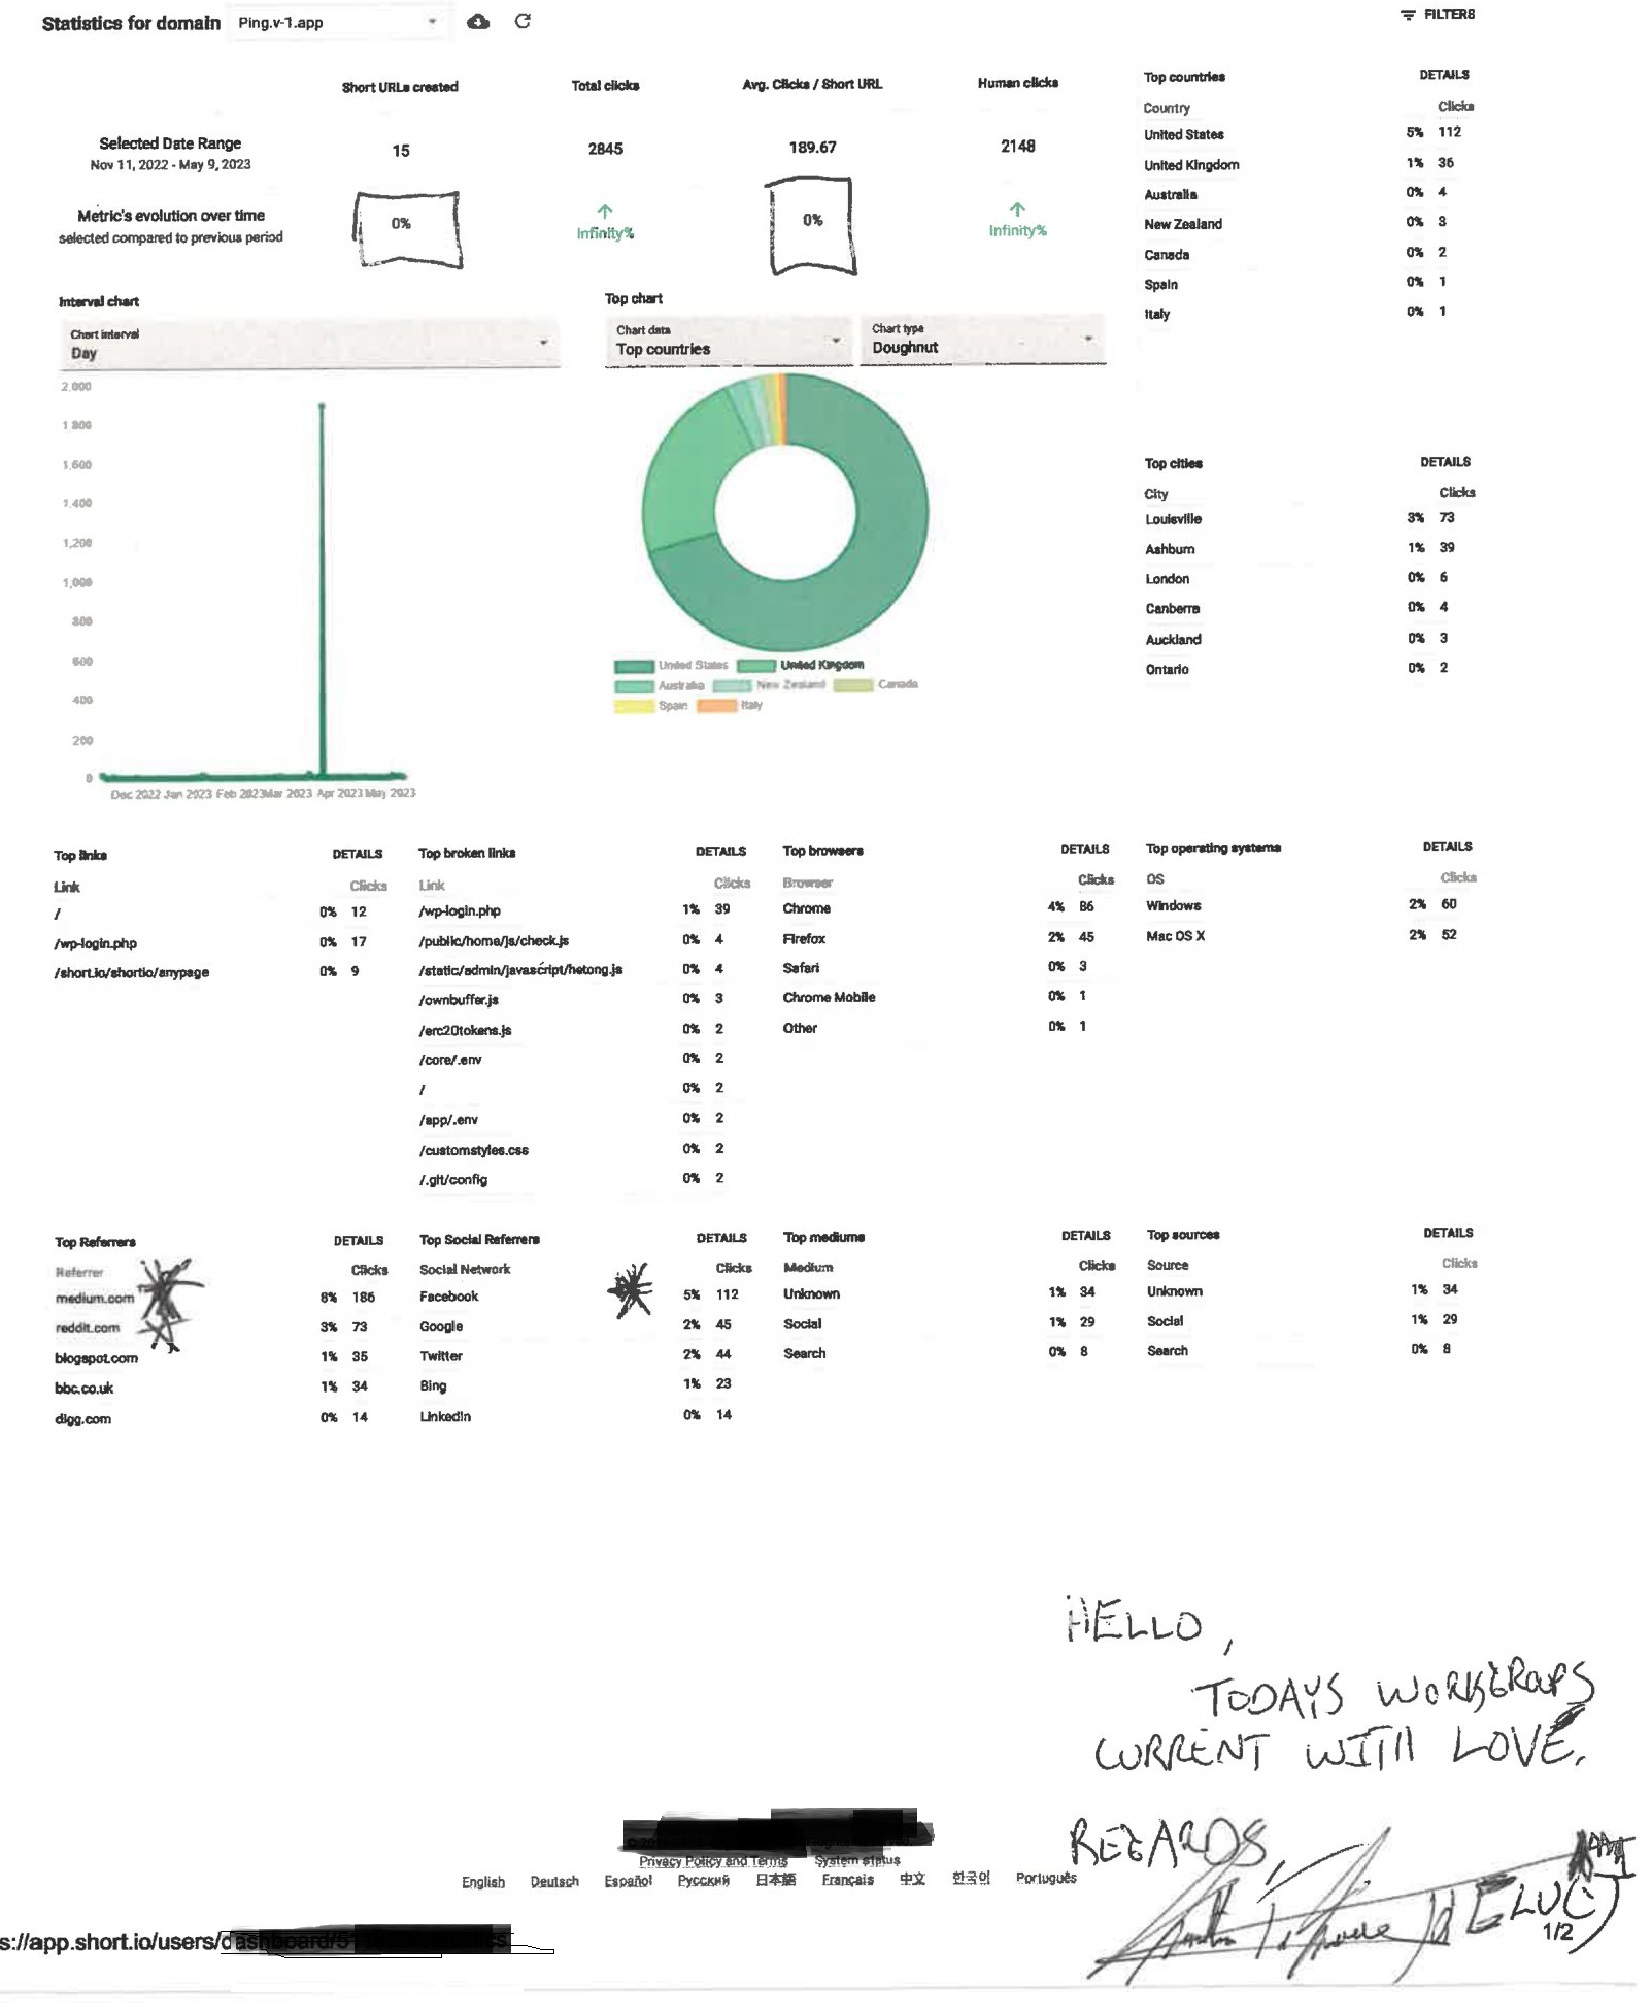 Statistics for domain Ping.v-1.app
FILTERS
Short URLs created Total clicks Avg. Clicks / Short URL Human clicks
Selected Date Range
Nov 11, 2022 - May 9, 2023
15 2845 189.67 2148
Metric's evolution over time
selected compared to previous period
0% Infinity% 0% Infinity%
Interval chart
Chart interval
Day
2,000
1 800
1,600
1,400
1,200
1,000
800
600
400
200
0
Dec 2022 Jan 2023 Feb 2023 Mar 2023 Apr 2023 May 2023
Top chart
Chart data
Top countries
Chart type
Doughnut
United States United Kingdom
Australia New Zealand Canada
Spain Italy
Top countries DETAILS
Country Clicks
United States 5% 112
United Kingdom 1% 36
Australia 0% 4
New Zealand 0% 3
Canada 0% 2
Spain 0% 1
Italy 0% 1
Top cities DETAILS
City Clicks
Louisville 3% 73
Ashburn 1% 39
London 0% 6
Canberra 0% 4
Auckland 0% 3
Ontario 0% 2
Top links DETAILS
Link Clicks
/ 0% 12
/wp-login.php 0% 17
/short.io/shortio/anypage 0% 9
Top broken links DETAILS
Link Clicks
/wp-login.php 1% 39
/public/home/js/check.js 0% 4
/static/admin/javascript/hetong.js 0% 4
/ownbuffer.js 0% 3
/erc20tokens.js 0% 2
/core/.env 0% 2
/ 0% 2
/app/.env 0% 2
/customstyles.css 0% 2
/.git/config 0% 2
Top browsers DETAILS
Browser Clicks
Chrome 4% 86
Firefox 2% 45
Safari 0% 3
Chrome Mobile 0% 1
Other 0% 1
Top operating systems DETAILS
OS Clicks
Windows 2% 60
Mac OS X 2% 52
Top Referrers DETAILS
Referrer Clicks
medium.com 8% 186
reddit.com 3% 73
blogspot.com 1% 35
bbc.co.uk 1% 34
digg.com 0% 14
Top Social Referrers DETAILS
Social Network Clicks
Facebook 5% 112
Google 2% 45
Twitter 2% 44
Bing 1% 23
LinkedIn 0% 14
Top mediums DETAILS
Medium Clicks
Unknown 1% 34
Social 1% 29
Search 0% 8
Top sources DETAILS
Source Clicks
Unknown 1% 34
Social 1% 29
Search 0% 8
HELLO,
TODAYS WORKGROUPS
CURRENT WITH LOVE.
REGARDS,
Privacy Policy and Terms System status
English Deutsch Español Русский 日本語 Français 中文 한국어 Português
s://app.short.io/users/dashboard/5
1/2